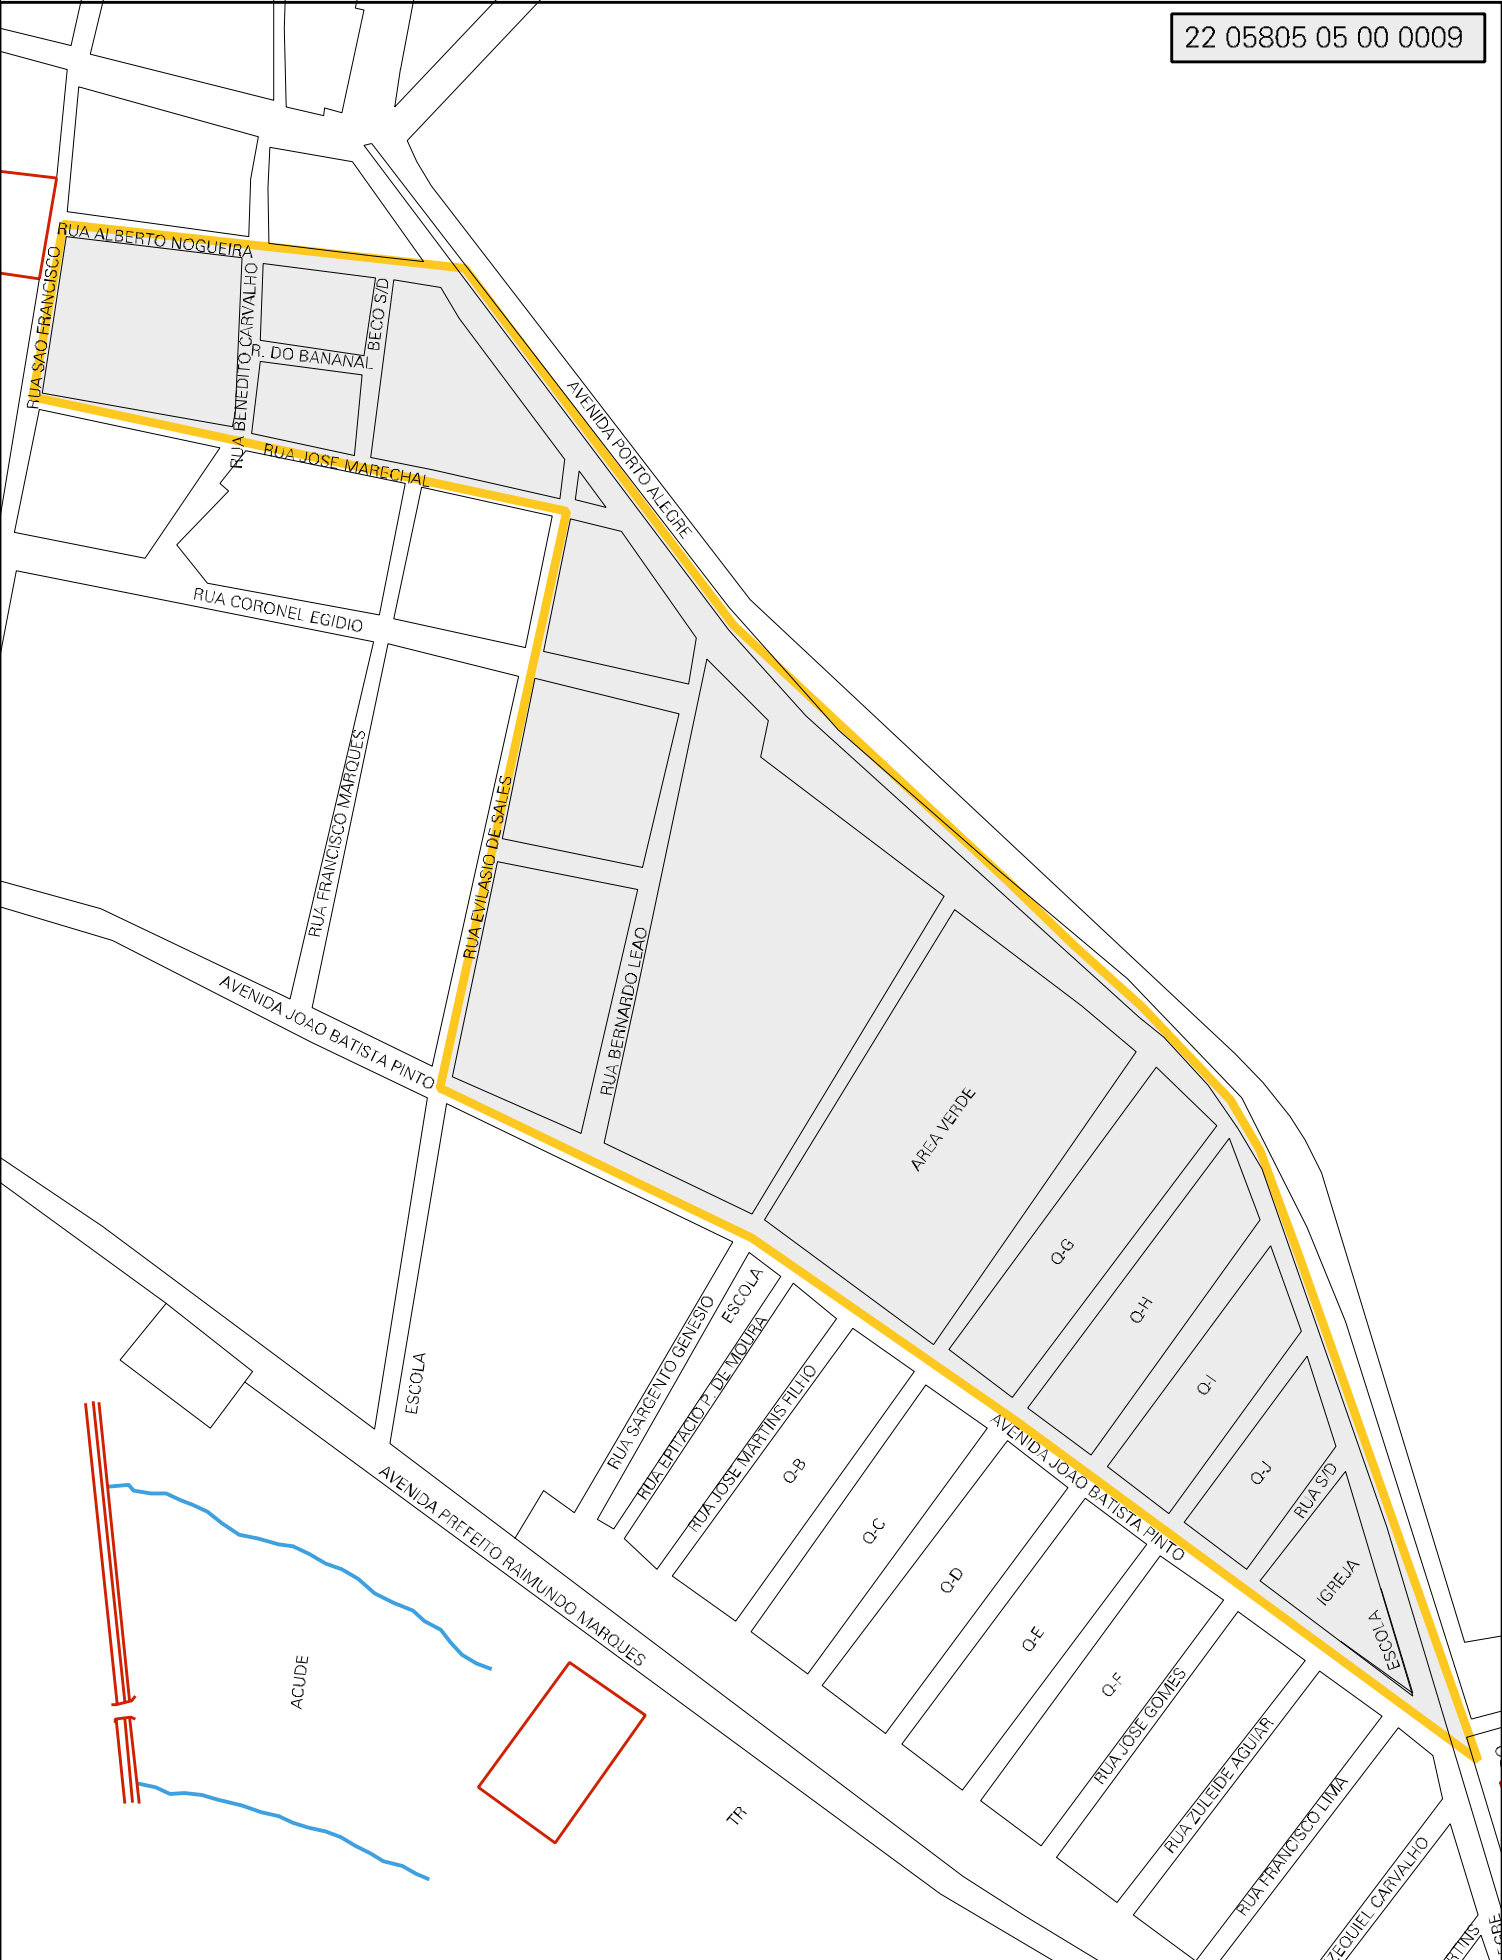 22 05805 05 00 0009
RUA ALBERTO NOGUEIRA
RUA SAO FRANCISCO
RUA BENEDITO CARVALHO
BECO S/D
R. DO BANANAL
RUA JOSE MARECHAL
AVENIDA PORTO ALEGRE
RUA CORONEL EGIDIO
RUA FRANCISCO MARQUES
RUA EVILASIO DE SALES
RUA BERNARDO LEAO
AVENIDA JOAO BATISTA PINTO
AREA VERDE
Q-G
Q-H
Q-I
Q-J
RUA S/D
IGREJA
ESCOLA
AVENIDA JOAO BATISTA PINTO
ESCOLA
RUA SARGENTO GENESIO
RUA EPITACIO P. DE MOURA
RUA JOSE MARTINS FILHO
Q-B
Q-C
Q-D
Q-E
Q-F
ESCOLA
AVENIDA PREFEITO RAIMUNDO MARQUES
RUA JOSE GOMES
RUA ZULEIDE AGUIAR
RUA FRANCISCO LIMA
ZEQUIEL CARVALHO
RTINS
GRE
ACUDE
TR